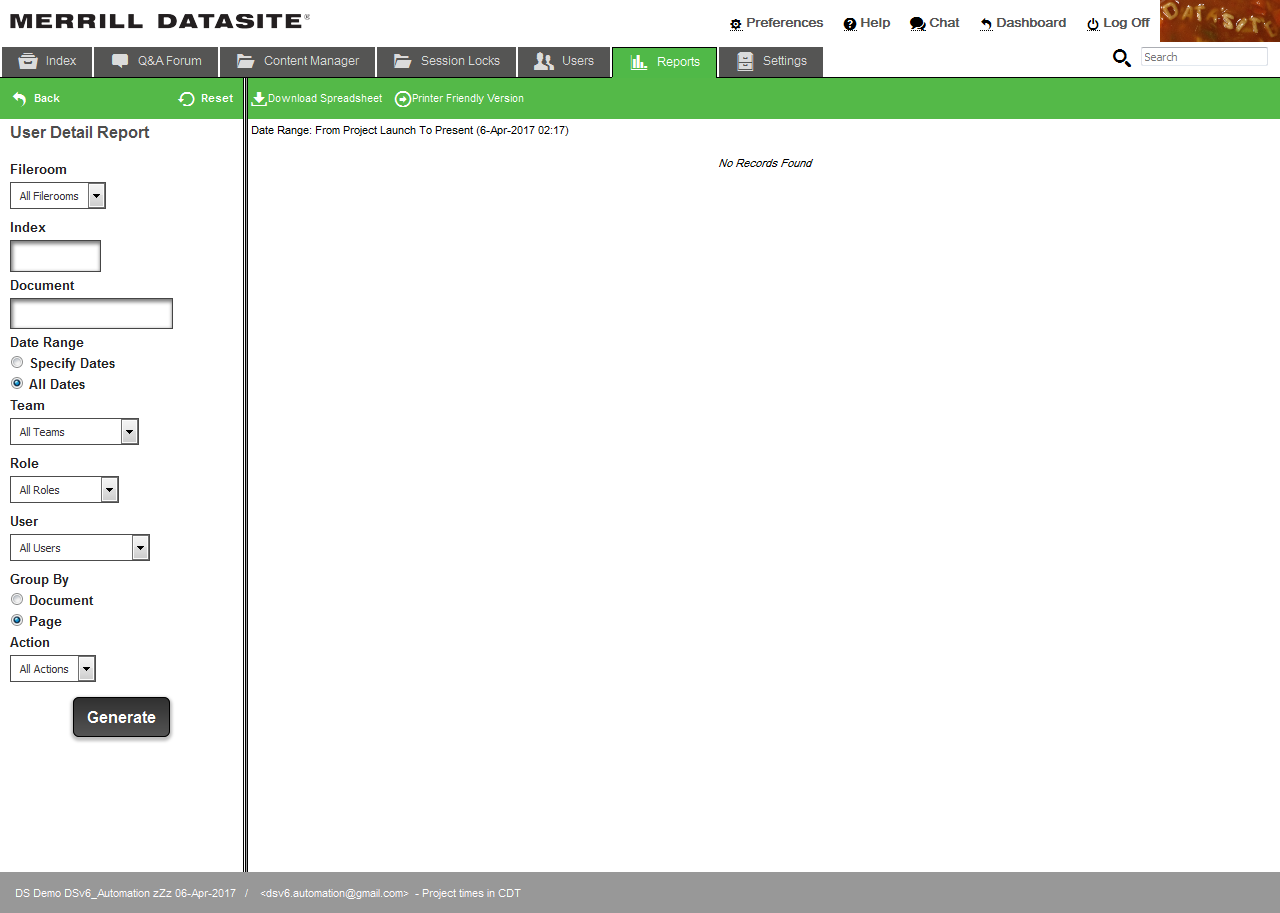 MERRILL DATASITE®
Preferences Help Chat Dashboard Log Off
DATASITE
Index Q&A Forum Content Manager Session Locks Users Reports Settings
Search
Back Reset Download Spreadsheet Printer Friendly Version
User Detail Report
Date Range: From Project Launch To Present (6-Apr-2017 02:17)
No Records Found
Fileroom
All Filerooms
Index
Document
Date Range
Specify Dates
All Dates
Team
All Teams
Role
All Roles
User
All Users
Group By
Document
Page
Action
All Actions
Generate
DS Demo DSv6_Automation zZz 06-Apr-2017 / <dsv6.automation@gmail.com> - Project times in CDT